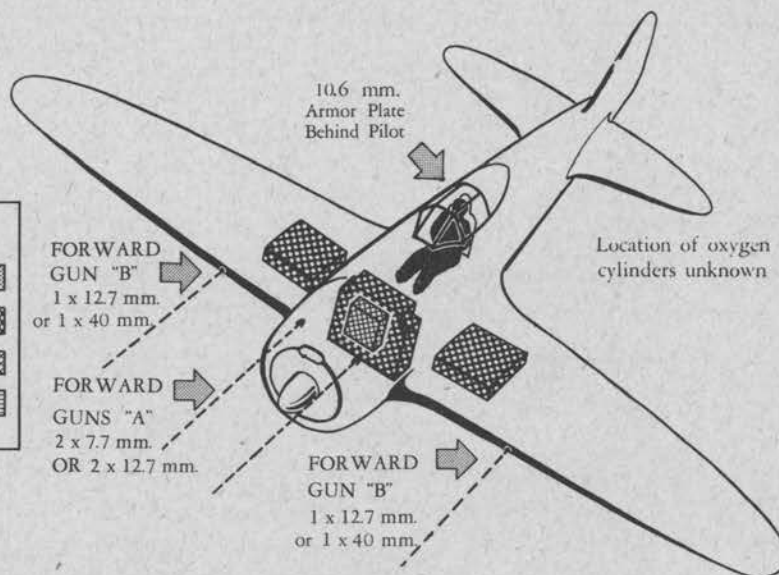 10.6 mm.
Armor Plate
Behind Pilot
FORWARD
GUN "B"
1 x 12.7 mm.
or 1 x 40 mm.
Location of oxygen
cylinders unknown
FORWARD
GUNS "A"
2 x 7.7 mm.
OR 2 x 12.7 mm.
FORWARD
GUN "B"
1 x 12.7 mm.
or 1 x 40 mm.